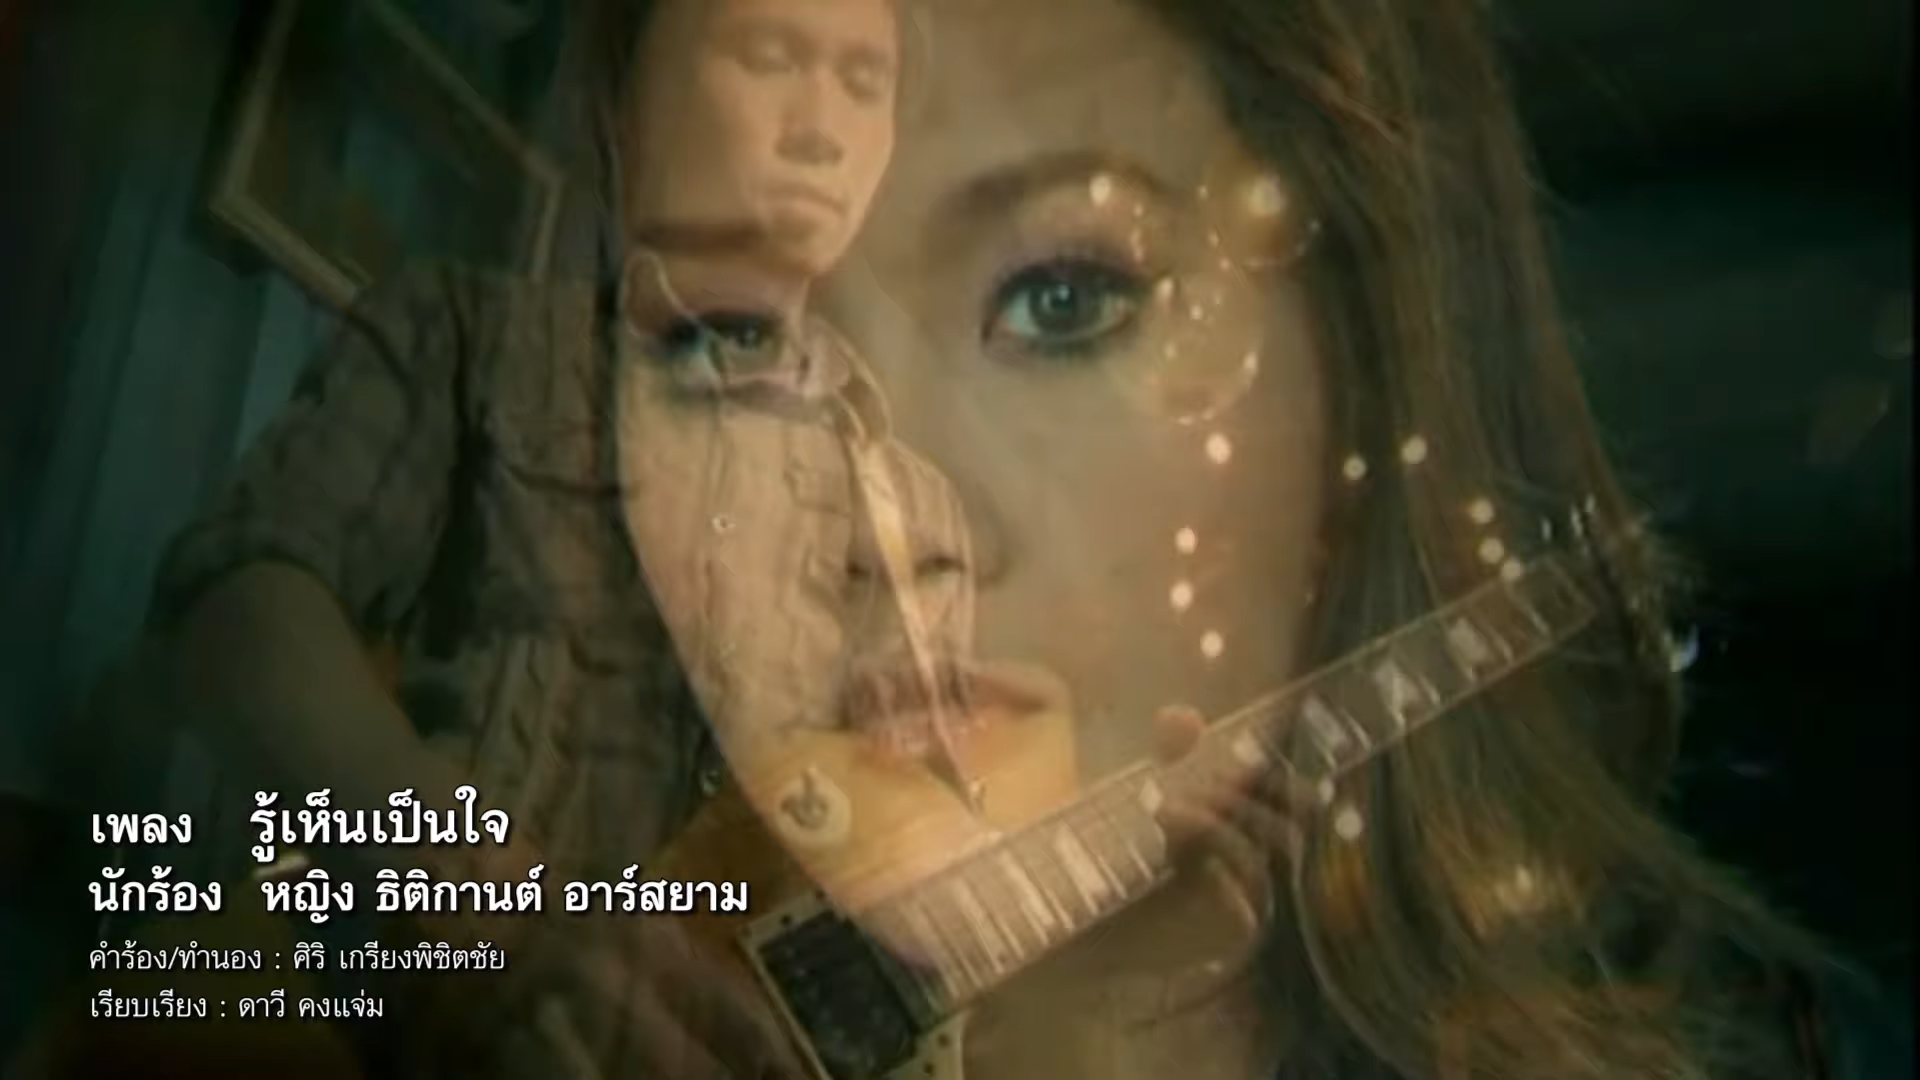 เพลง รู้เห็นเป็นใจ
นักร้อง หญิง ธิติกานต์ อาร์สยาม
คำร้อง/ทำนอง : ศิริ เกรียงพิชิตชัย
เรียบเรียง : ดาวี คงแจ่ม